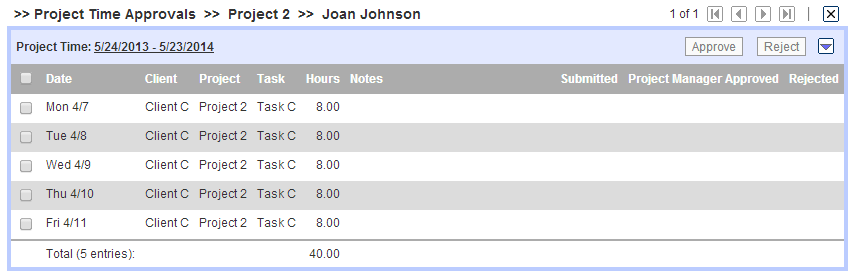 >> Project Time Approvals >> Project 2 >> Joan Johnson 1 of 1
Project Time: 5/24/2013 - 5/23/2014 Approve Reject
Date Client Project Task Hours Notes Submitted Project Manager Approved Rejected
Mon 4/7 Client C Project 2 Task C 8.00
Tue 4/8 Client C Project 2 Task C 8.00
Wed 4/9 Client C Project 2 Task C 8.00
Thu 4/10 Client C Project 2 Task C 8.00
Fri 4/11 Client C Project 2 Task C 8.00
Total (5 entries): 40.00